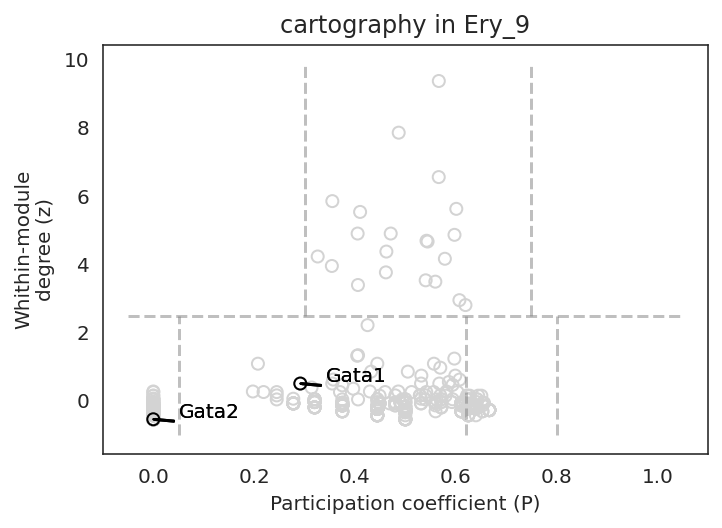 cartography in Ery_9
Whithin-module
degree (z)
10
8
6
4
2
0
Gata1
Gata2
0.0
0.2
0.4
0.6
0.8
1.0
Participation coefficient (P)